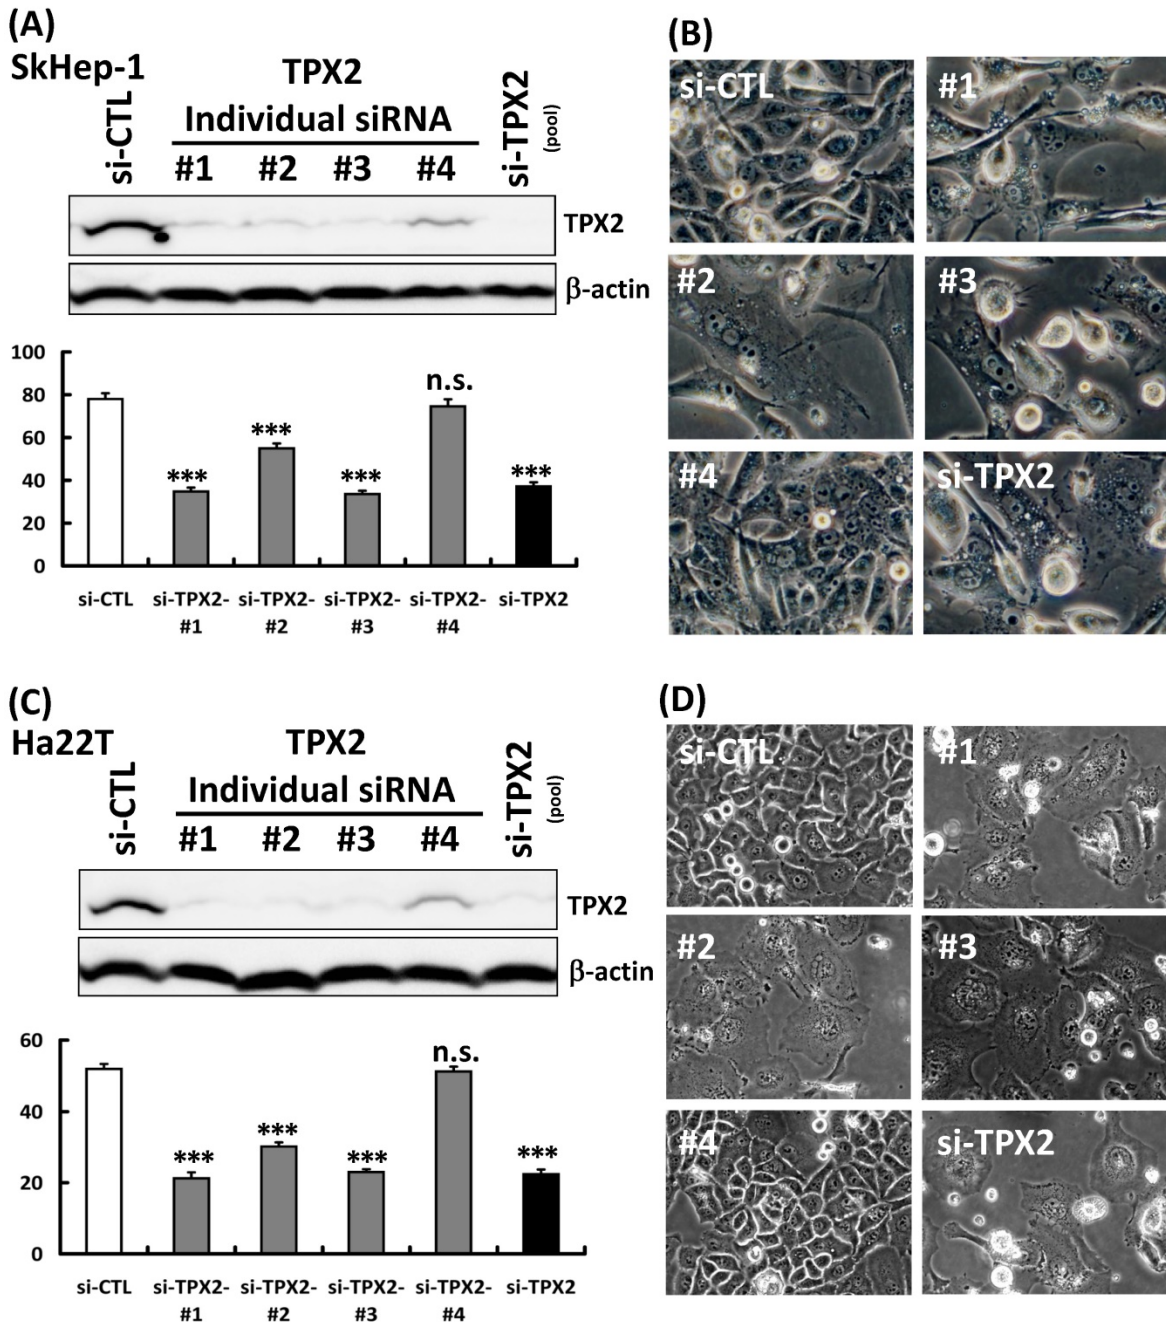 (A)
SkHep-1
si-CTL
TPX2
Individual siRNA
#1 #2 #3 #4
si-TPX2
(pool)
TPX2
β-actin
100
80
60
40
20
0
***
***
***
n.s.
***
si-CTL si-TPX2-#1 si-TPX2-#2 si-TPX2-#3 si-TPX2-#4 si-TPX2
(B)
si-CTL
#1
#2
#3
#4
si-TPX2
(C)
Ha22T
si-CTL
TPX2
Individual siRNA
#1 #2 #3 #4
si-TPX2
(pool)
TPX2
β-actin
60
40
20
0
***
***
***
n.s.
***
si-CTL si-TPX2-#1 si-TPX2-#2 si-TPX2-#3 si-TPX2-#4 si-TPX2
(D)
si-CTL
#1
#2
#3
#4
si-TPX2